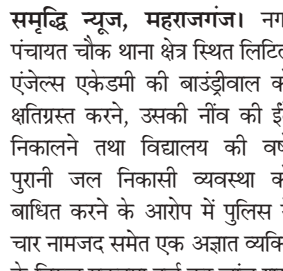 समृद्धि न्यूज, महराजगंज। नग
पंचायत चौक थाना क्षेत्र स्थित लिटि
एंजेल्स एकेडमी की बाउंड्रीवाल क
क्षतिग्रस्त करने, उसकी नींव की ई
निकालने तथा विद्यालय की वर्ष
पुरानी जल निकासी व्यवस्था क
बाधित करने के आरोप में पुलिस
चार नामजद समेत एक अज्ञात व्यक्ति